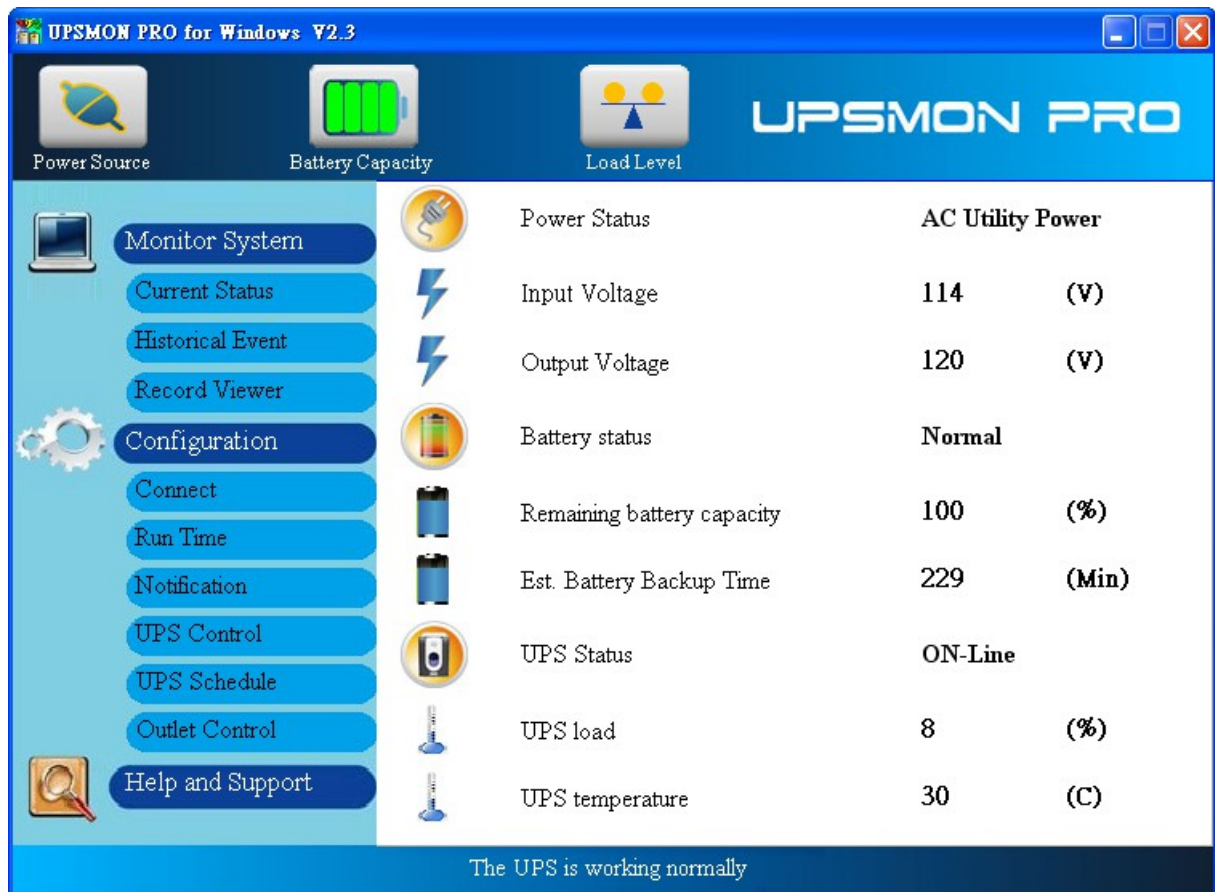 UPSMON PRO for Windows V2.3
Power Source
Battery Capacity
Load Level
UPSMON PRO
Monitor System
Current Status
Historical Event
Record Viewer
Configuration
Connect
Run Time
Notification
UPS Control
UPS Schedule
Outlet Control
Help and Support
Power Status AC Utility Power
Input Voltage 114 (V)
Output Voltage 120 (V)
Battery status Normal
Remaining battery capacity 100 (%)
Est. Battery Backup Time 229 (Min)
UPS Status ON-Line
UPS load 8 (%)
UPS temperature 30 (C)
The UPS is working normally